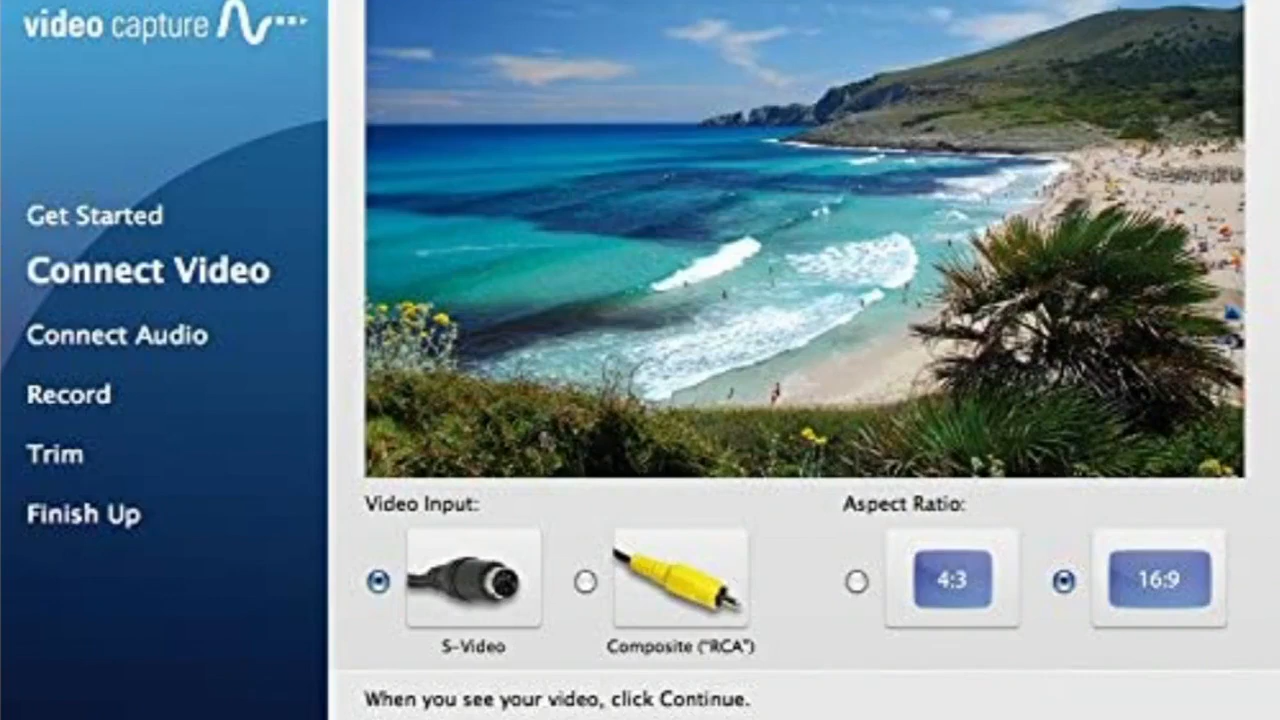 video capture
Get Started
Connect Video
Connect Audio
Record
Trim
Finish Up
Video Input:
Aspect Ratio:
4:3
16:9
S-Video
Composite ("RCA")
When you see your video, click Continue.